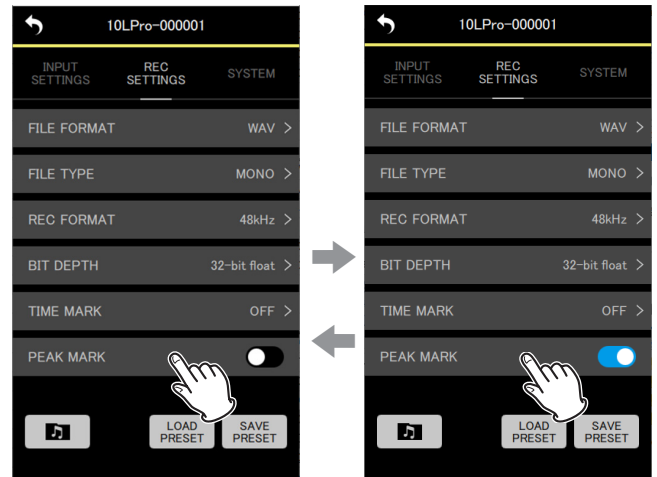 10LPro-000001
INPUT SETTINGS
REC SETTINGS
SYSTEM
FILE FORMAT WAV >
FILE TYPE MONO >
REC FORMAT 48kHz >
BIT DEPTH 32-bit float >
TIME MARK OFF >
PEAK MARK
LOAD PRESET
SAVE PRESET
10LPro-000001
INPUT SETTINGS
REC SETTINGS
SYSTEM
FILE FORMAT WAV >
FILE TYPE MONO >
REC FORMAT 48kHz >
BIT DEPTH 32-bit float >
TIME MARK OFF >
PEAK MARK
LOAD PRESET
SAVE PRESET